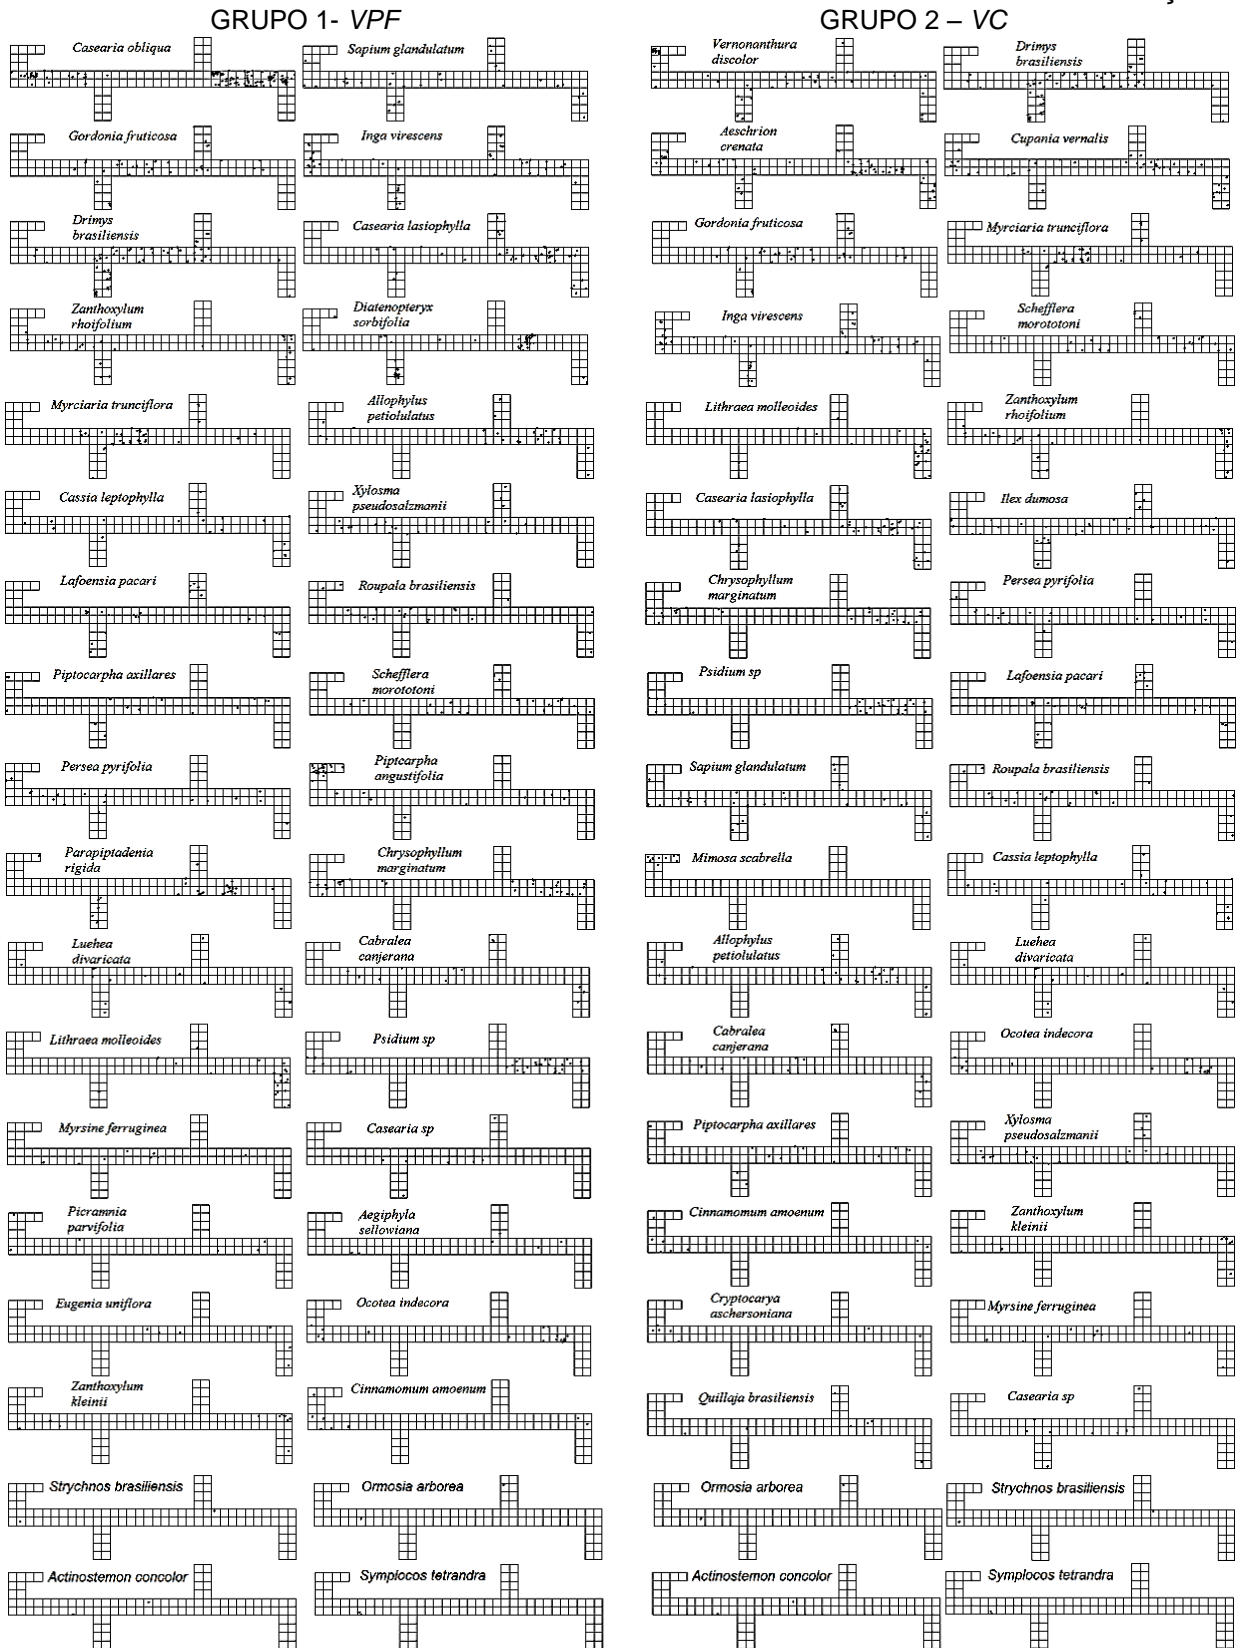 GRUPO 1- VPF
Casearia obliqua
Sapium glandulatum
Gordonia fruticosa
Inga virescens
Drimys
brasiliensis
Casearia lasiophylla
Zanthoxylum
rhoifolium
Diatenopteryx
sorbifolia
Myrciaria trunciflora
Allophylus
petiolulatus
Cassia leptophylla
Xylosma
pseudosalzmanii
Lafoensia pacari
Roupala brasiliensis
Piptocarpha axillares
Schefflera
morototoni
Persea pyrifolia
Piptcarpha
angustifolia
Parapiptadenia
rigida
Chrysophyllum
marginatum
Luehea
divaricata
Cabralea
canjerana
Lithraea molleoides
Psidium sp
Myrsine ferruginea
Casearia sp
Picramnia
parvifolia
Aegiphyla
sellowiana
Eugenia uniflora
Ocotea indecora
Zanthoxylum
kleinii
Cinnamomum amoenum
Strychnos brasiliensis
Ormosia arborea
Actinostemon concolor
Symplocos tetrandra
GRUPO 2 – VC
Vernonanthura
discolor
Drimys
brasiliensis
Aeschrion
crenata
Cupania vernalis
Gordonia fruticosa
Myrciaria trunciflora
Inga virescens
Schefflera
morototoni
Lithraea molleoides
Zanthoxylum
rhoifolium
Casearia lasiophylla
Ilex dumosa
Chrysophyllum
marginatum
Persea pyrifolia
Psidium sp
Lafoensia pacari
Sapium glandulatum
Roupala brasiliensis
Mimosa scabrella
Cassia leptophylla
Allophylus
petiolulatus
Luehea
divaricata
Cabralea
canjerana
Ocotea indecora
Piptocarpha axillares
Xylosma
pseudosalzmanii
Cinnamomum amoenum
Zanthoxylum
kleinii
Cryptocarya
aschersoniana
Myrsine ferruginea
Quillaja brasiliensis
Casearia sp
Ormosia arborea
Strychnos brasiliensis
Actinostemon concolor
Symplocos tetrandra